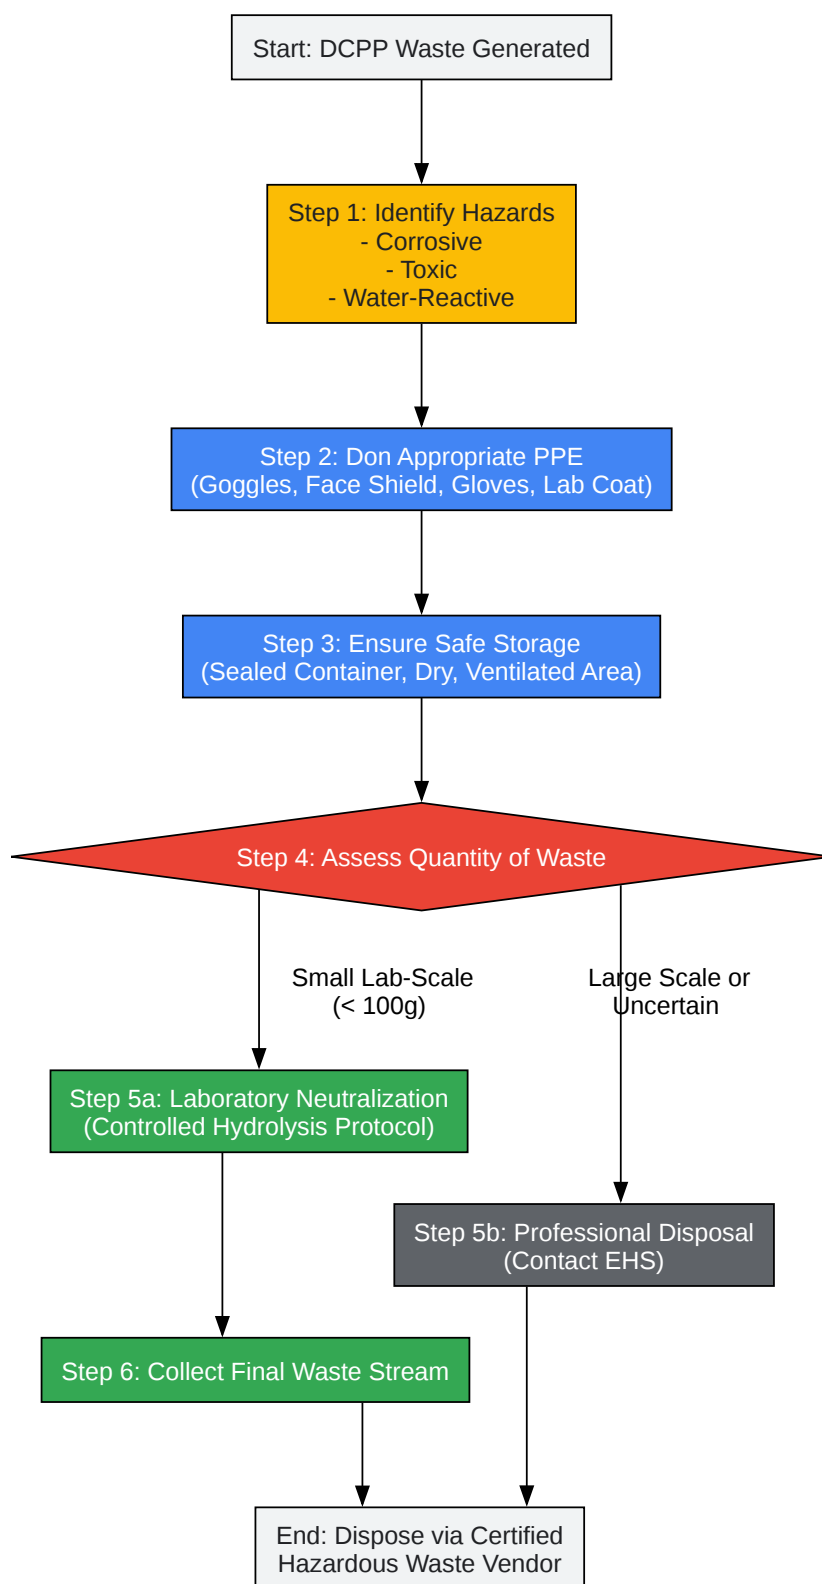 Start: DCPP Waste Generated
Step 1: Identify Hazards
- Corrosive
- Toxic
- Water-Reactive
Step 2: Don Appropriate PPE
(Goggles, Face Shield, Gloves, Lab Coat)
Step 3: Ensure Safe Storage
(Sealed Container, Dry, Ventilated Area)
Step 4: Assess Quantity of Waste
Small Lab-Scale
(< 100g)
Large Scale or
Uncertain
Step 5a: Laboratory Neutralization
(Controlled Hydrolysis Protocol)
Step 5b: Professional Disposal
(Contact EHS)
Step 6: Collect Final Waste Stream
End: Dispose via Certified
Hazardous Waste Vendor